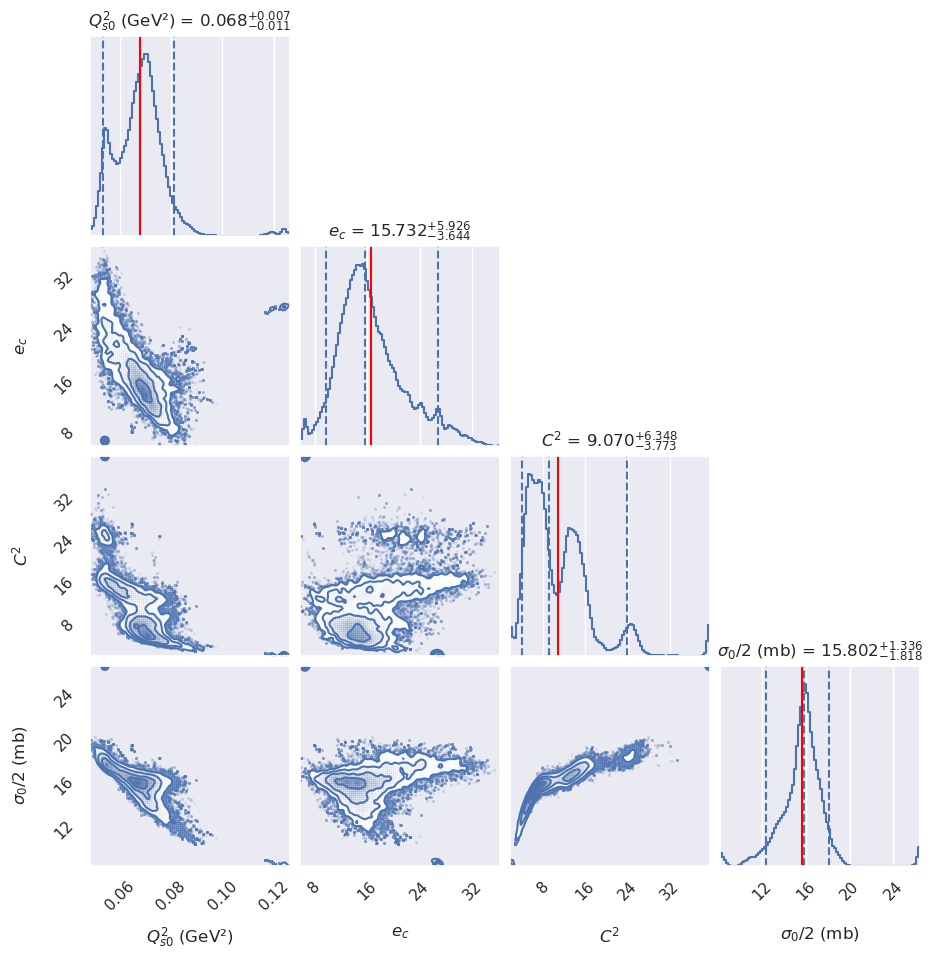 Q²ₛ₀ (GeV²) = 0.068+0.007−0.011
e_c = 15.732+5.926−3.644
32
24
16
8
e_c
C² = 9.070+6.348−3.773
32
24
16
8
C²
σ₀/2 (mb) = 15.802+1.336−1.818
24
20
16
12
σ₀/2 (mb)
0.06 0.08 0.10 0.12 8 16 24 32 8 16 24 32 12 16 20 24
Q²ₛ₀ (GeV²) e_c C² σ₀/2 (mb)